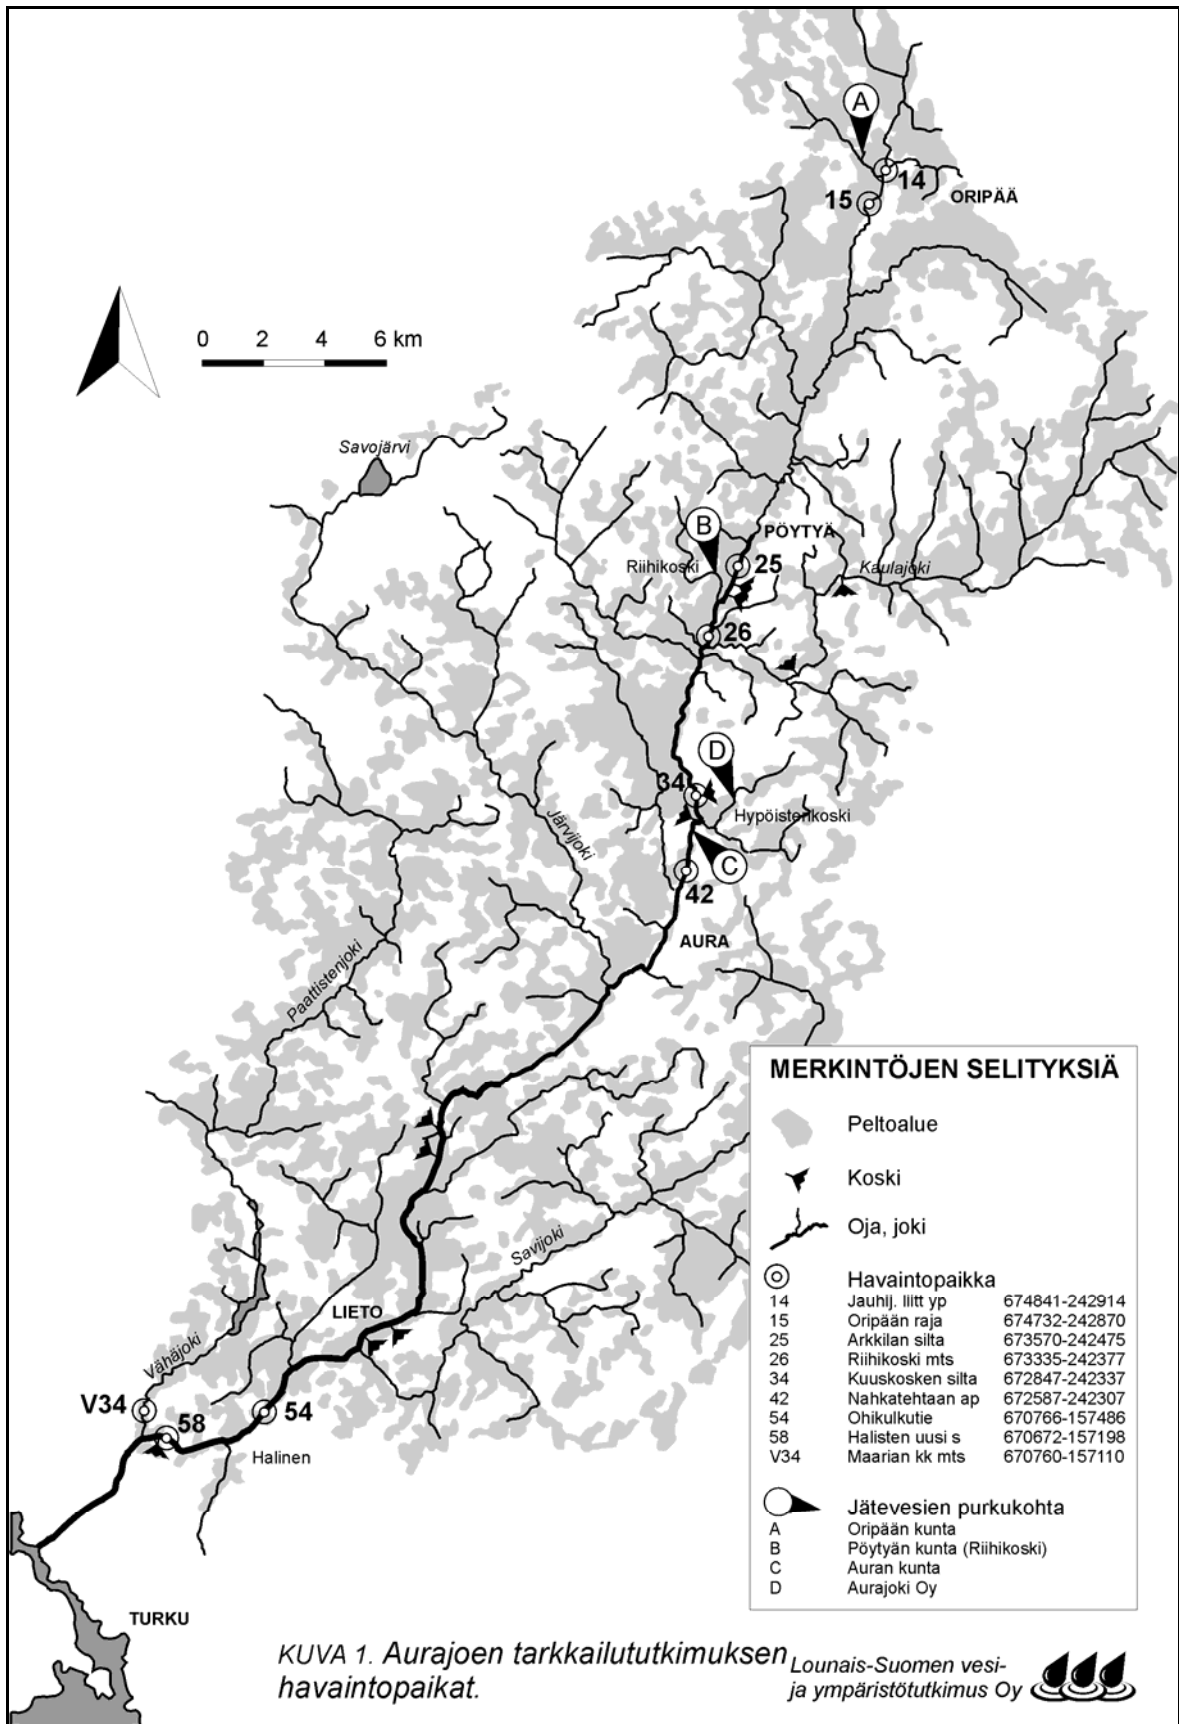 A
14
15
ORIPÄÄ
0 2 4 6 km
Savojärvi
B
PÖYTYÄ
Riihikoski
25
Kaulajoki
26
D
34
Hypöistenkoski
Järvijoki
C
42
AURA
Paattistenjoki
Savijoki
LIETO
Vähäjoki
V34
58
54
Halinen
TURKU
MERKINTÖJEN SELITYKSIÄ
Peltoalue
Koski
Oja, joki
Havaintopaikka
14 Jauhij. liitt yp 674841-242914
15 Oripään raja 674732-242870
25 Arkkilan silta 673570-242475
26 Riihikoski mts 673335-242377
34 Kuuskosken silta 672847-242337
42 Nahkatehtaan ap 672587-242307
54 Ohikulkutie 670766-157486
58 Halisten uusi s 670672-157198
V34 Maarian kk mts 670760-157110
Jätevesien purkukohta
A Oripään kunta
B Pöytyän kunta (Riihikoski)
C Auran kunta
D Aurajoki Oy
KUVA 1. Aurajoen tarkkailututkimuksen
havaintopaikat.
Lounais-Suomen vesi-
ja ympäristötutkimus Oy